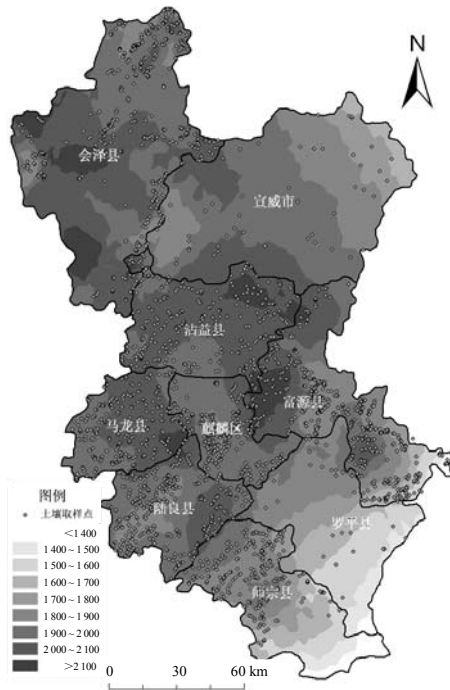 N
会泽县
宣威市
沾益县
富源县
马龙县
麒麟区
陆良县
罗平县
师宗县
图例
土壤取样点
<1 400
1 400~1 500
1 500~1 600
1 600~1 700
1 700~1 800
1 800~1 900
1 900~2 000
2 000~2 100
>2 100
0 30 60 km